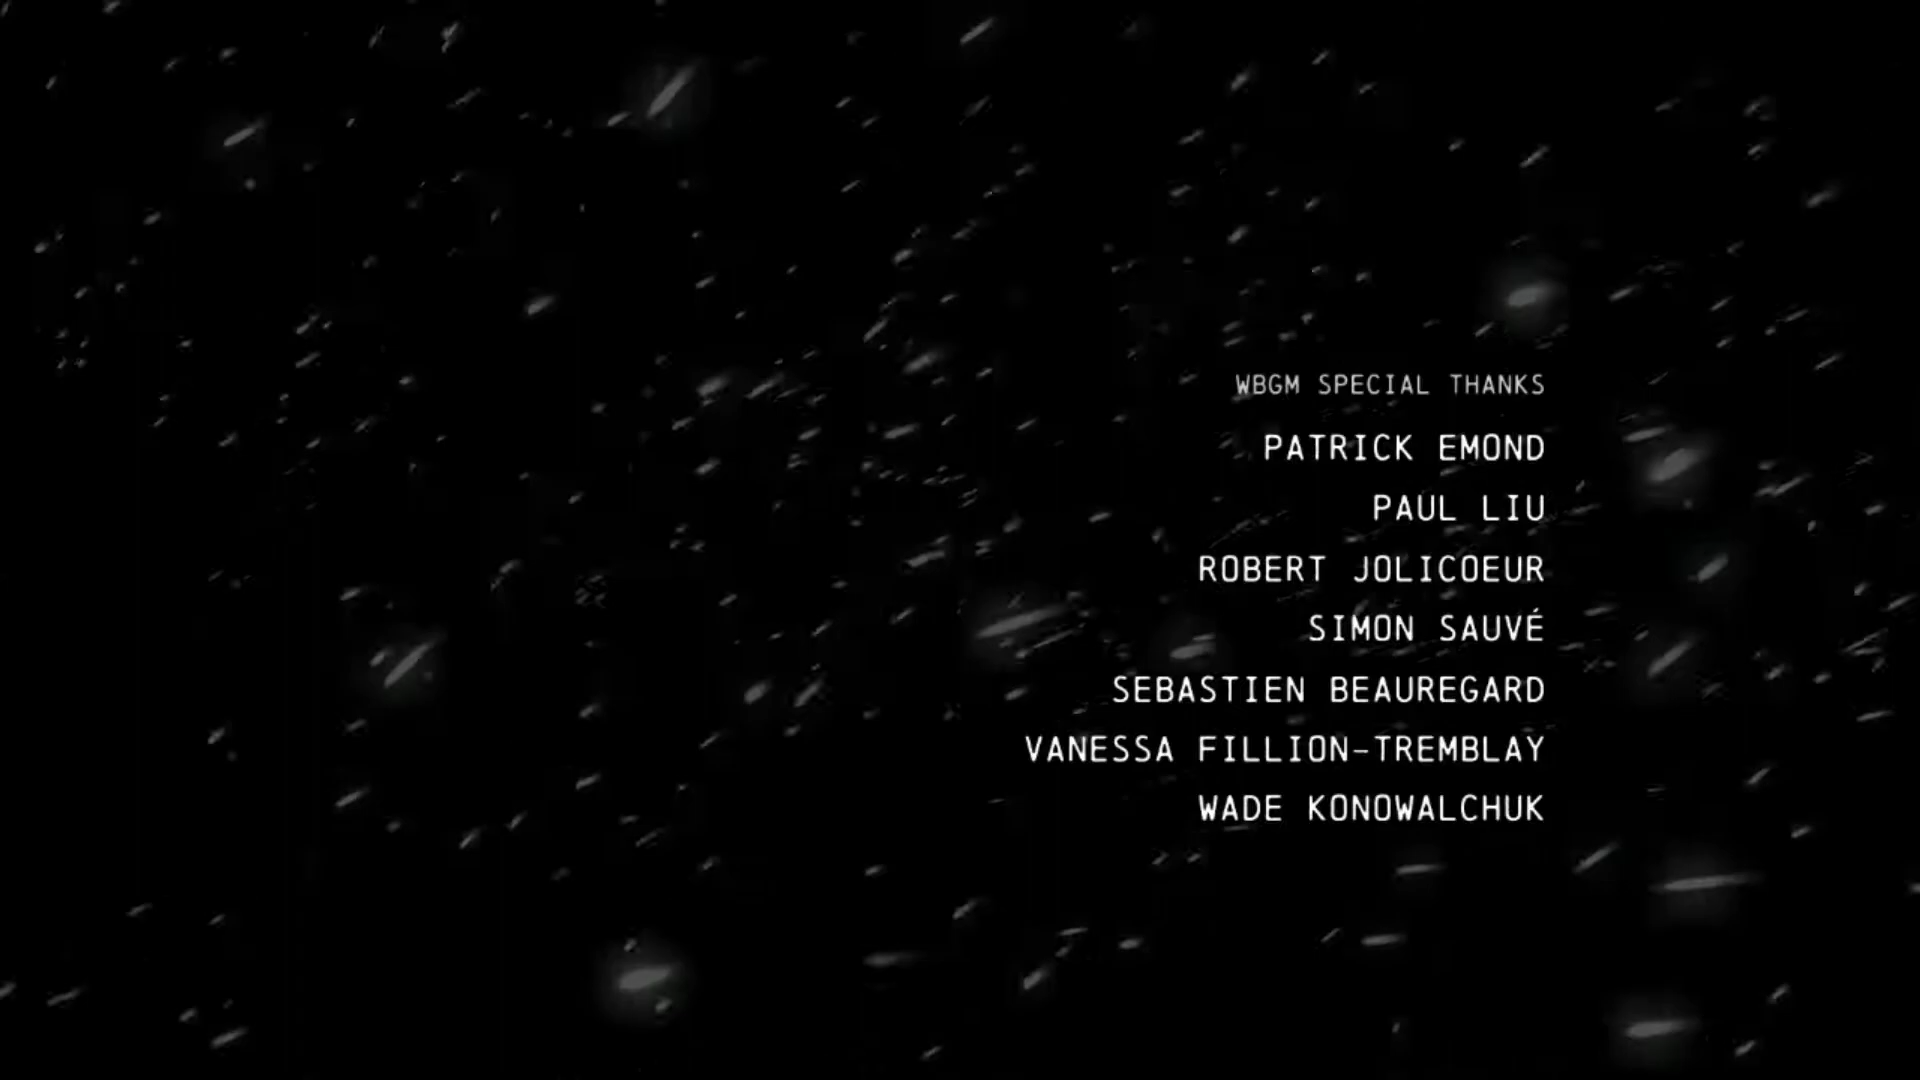 WBGM SPECIAL THANKS
PATRICK EMOND
PAUL LIU
ROBERT JOLICOEUR
SIMON SAUVÉ
SEBASTIEN BEAUREGARD
VANESSA FILLION-TREMBLAY
WADE KONOWALCHUK